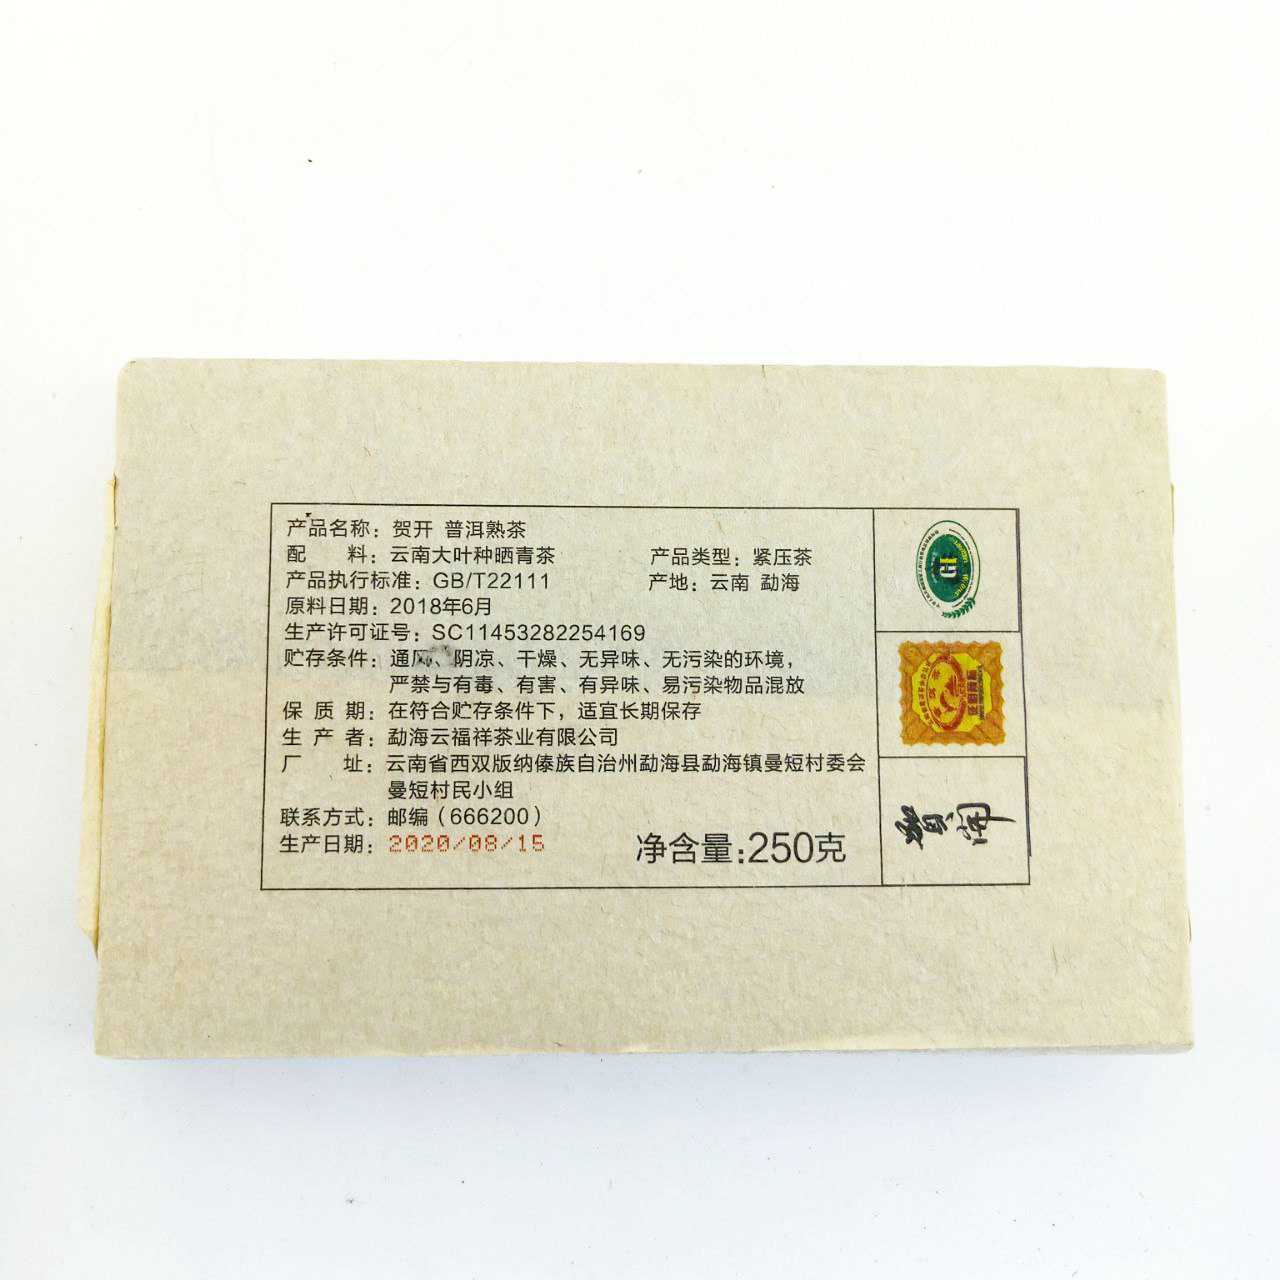 产品名称：贺开 普洱熟茶
配 料：云南大叶种晒青茶 产品类型：紧压茶
产品执行标准：GB/T22111 产地：云南 勐海
原料日期：2018年6月
生产许可证号：SC11453282254169
贮存条件：通风、阴凉、干燥、无异味、无污染的环境，
严禁与有毒、有害、有异味、易污染物品混放
保 质 期：在符合贮存条件下，适宜长期保存
生 产 者：勐海云福祥茶业有限公司
厂 址：云南省西双版纳傣族自治州勐海县勐海镇曼短村委会
曼短村民小组
联系方式：邮编（666200）
生产日期：2020/08/15
净含量:250克
GI
賀開